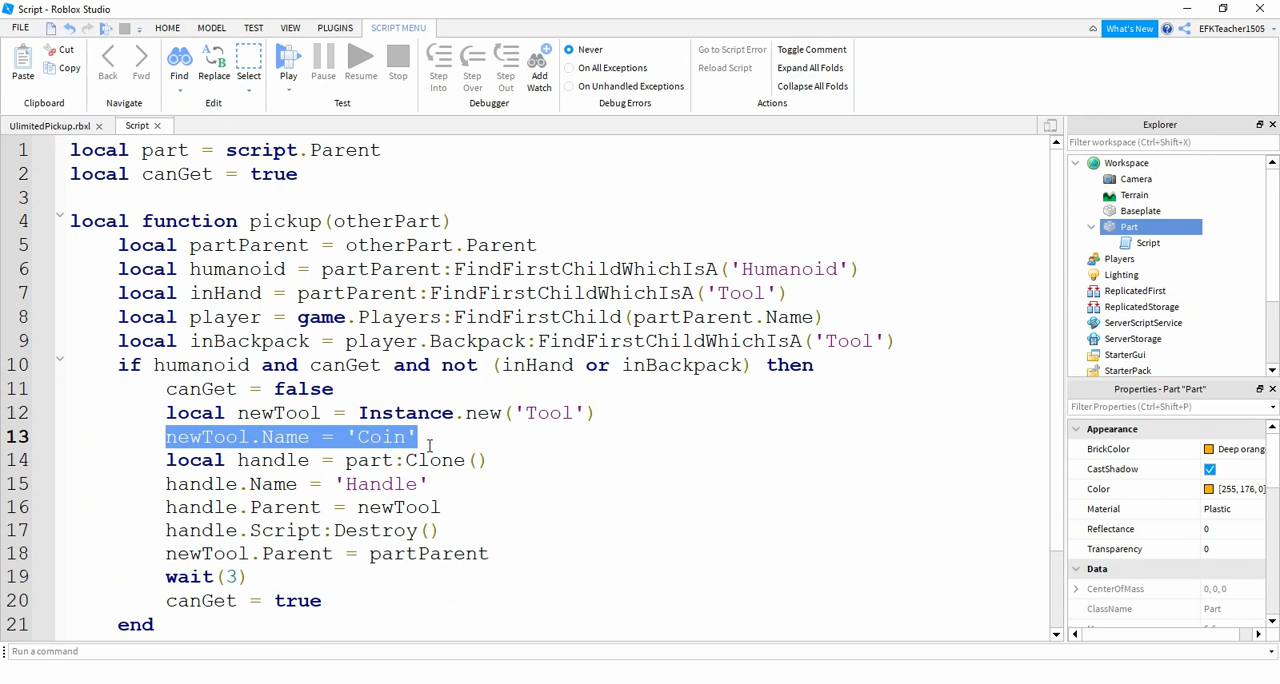 Script - Roblox Studio
FILE HOME MODEL TEST VIEW PLUGINS SCRIPT MENU What's New EFKTeacher1505
Paste Cut Copy Back Fwd Find Replace Select Play Pause Resume Stop Step Into Step Over Step Out Add Watch
Never
On All Exceptions
On Unhandled Exceptions
Go to Script Error
Reload Script
Toggle Comment
Expand All Folds
Collapse All Folds
Clipboard Navigate Edit Test Debugger Debug Errors Actions
UlimitedPickup.rbxl Script
1 local part = script.Parent
2 local canGet = true
3
4 local function pickup(otherPart)
5 local partParent = otherPart.Parent
6 local humanoid = partParent:FindFirstChildWhichIsA('Humanoid')
7 local inHand = partParent:FindFirstChildWhichIsA('Tool')
8 local player = game.Players:FindFirstChild(partParent.Name)
9 local inBackpack = player.Backpack:FindFirstChildWhichIsA('Tool')
10 if humanoid and canGet and not (inHand or inBackpack) then
11 canGet = false
12 local newTool = Instance.new('Tool')
13 newTool.Name = 'Coin'
14 local handle = part:Clone()
15 handle.Name = 'Handle'
16 handle.Parent = newTool
17 handle.Script:Destroy()
18 newTool.Parent = partParent
19 wait(3)
20 canGet = true
21 end
Run a command
Explorer
Filter workspace (Ctrl+Shift+X)
Workspace
Camera
Terrain
Baseplate
Part
Script
Players
Lighting
ReplicatedFirst
ReplicatedStorage
ServerScriptService
ServerStorage
StarterGui
StarterPack
Properties - Part "Part"
Filter Properties (Ctrl+Shift+P)
Appearance
BrickColor Deep orang
CastShadow
Color [255, 176, 0]
Material Plastic
Reflectance 0
Transparency 0
Data
CenterOfMass 0, 0, 0
ClassName Part